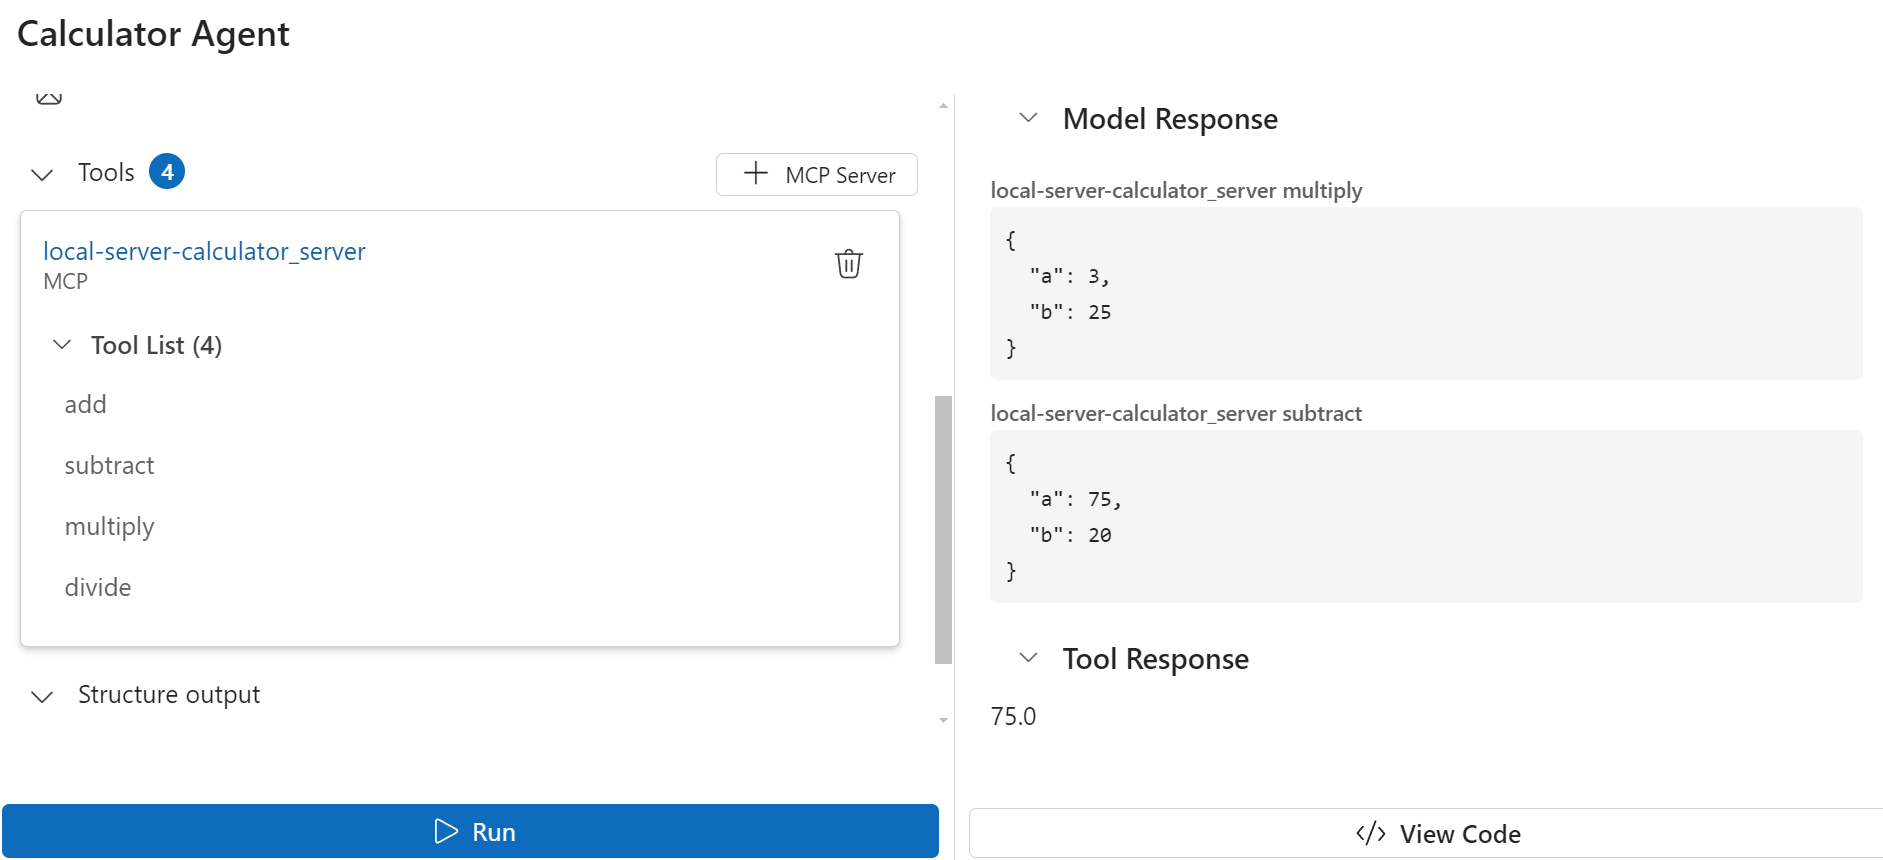 Calculator Agent
Tools 4
MCP Server
local-server-calculator_server
MCP
Tool List (4)
add
subtract
multiply
divide
Structure output
Run
Model Response
local-server-calculator_server multiply
{
"a": 3,
"b": 25
}
local-server-calculator_server subtract
{
"a": 75,
"b": 20
}
Tool Response
75.0
</> View Code